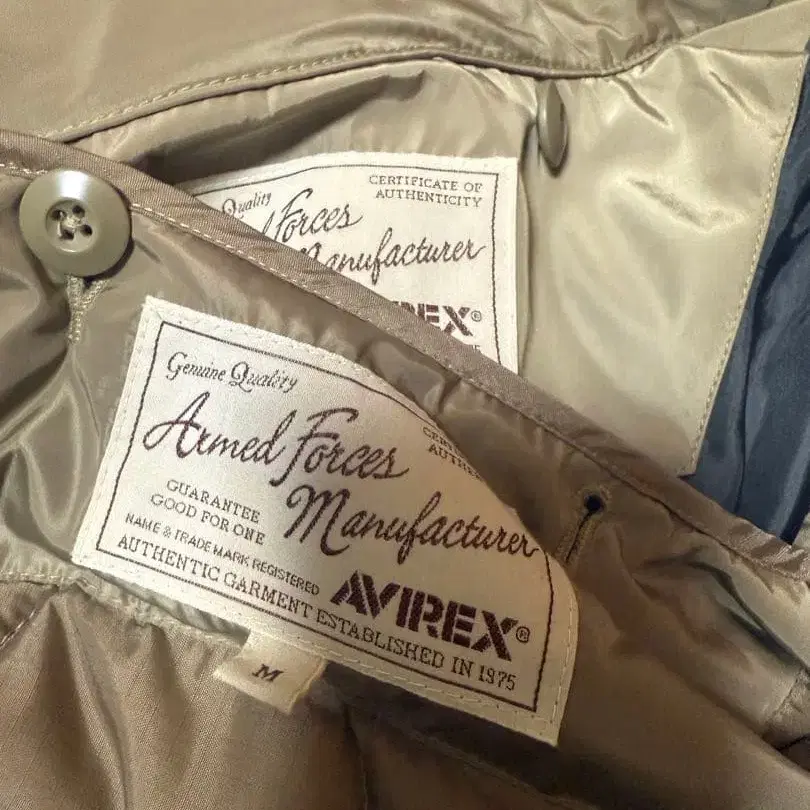 Quality
CERTIFICATE OF
AUTHENTICITY
Forces
Manufacturer
AVIREX®
Genuine Quality
Armed Forces
GUARANTEE
GOOD FOR ONE
Manufacturer
NAME & TRADE MARK REGISTERED
AVIREX®
AUTHENTIC GARMENT ESTABLISHED IN 1975
M